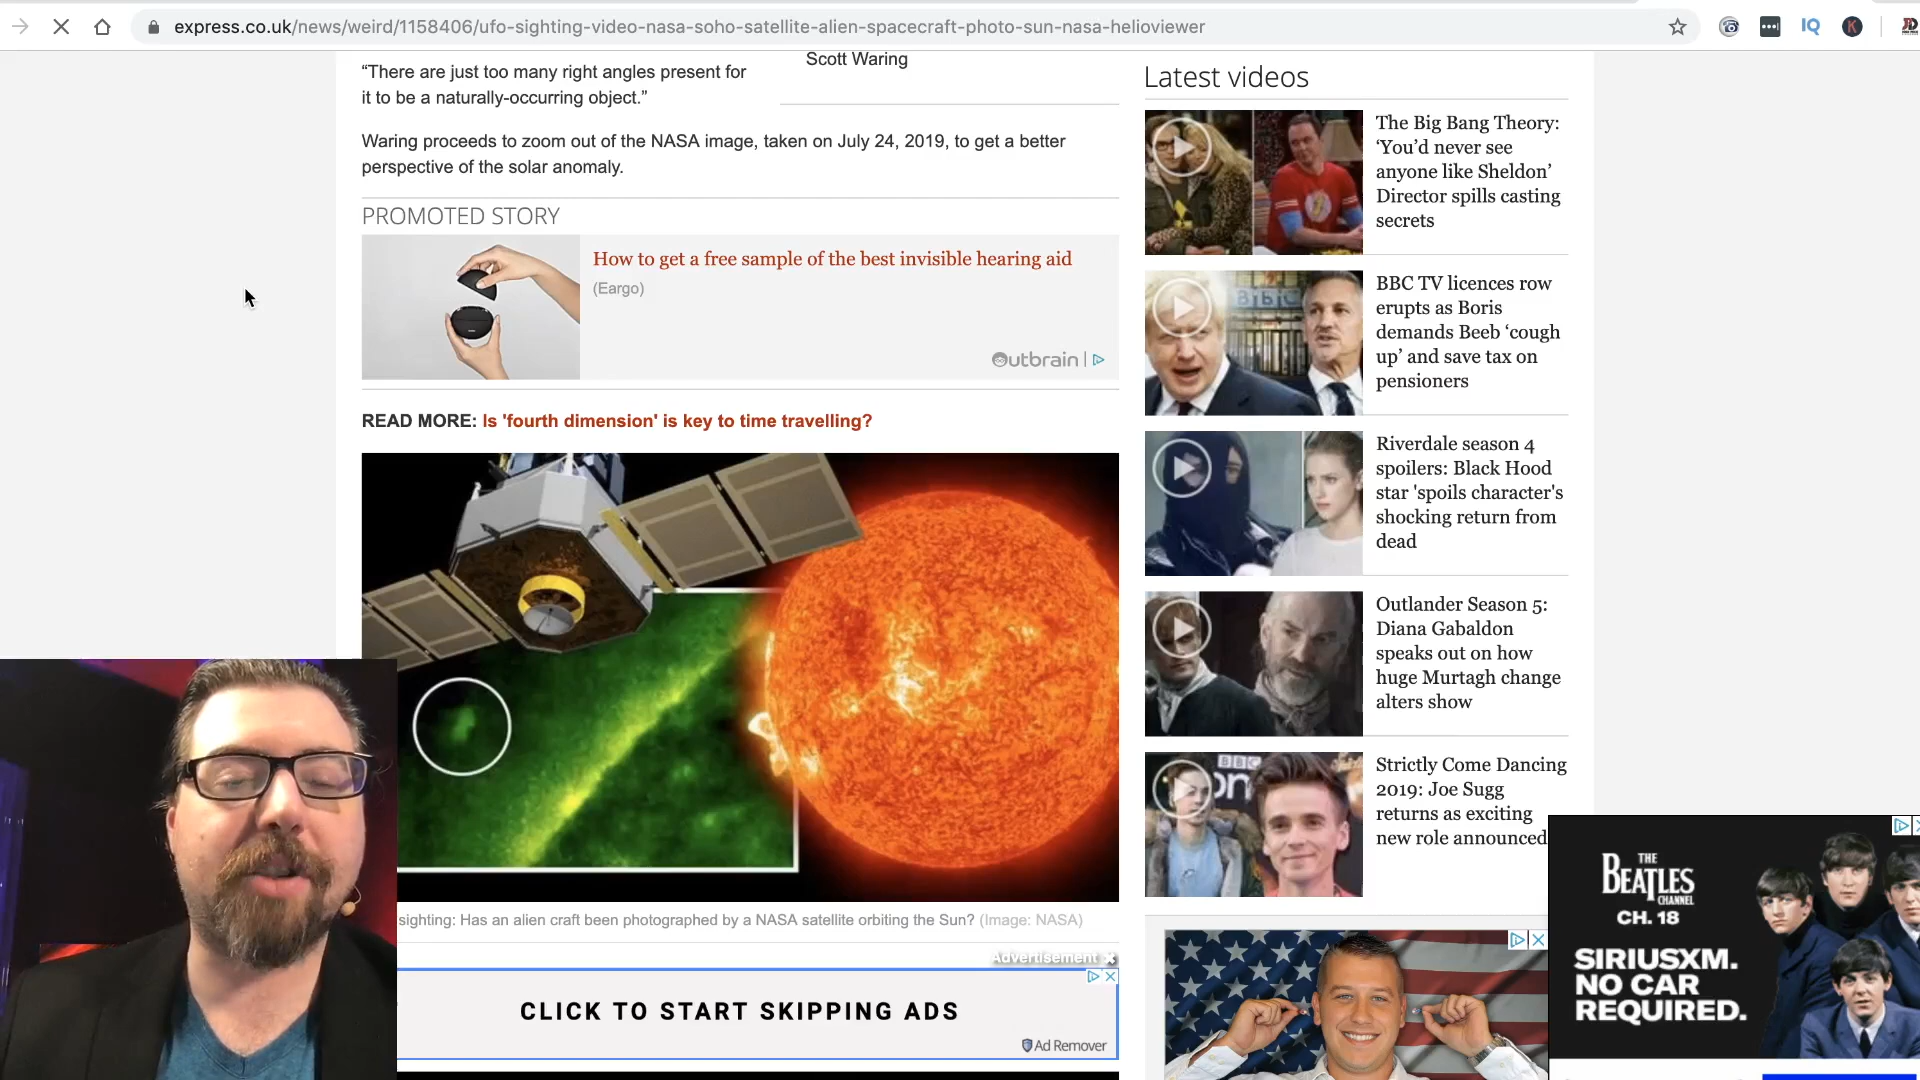 express.co.uk/news/weird/1158406/ufo-sighting-video-nasa-soho-satellite-alien-spacecraft-photo-sun-nasa-helioviewer
IQ
K
“There are just too many right angles present for
it to be a naturally-occurring object.”
Scott Waring
Waring proceeds to zoom out of the NASA image, taken on July 24, 2019, to get a better
perspective of the solar anomaly.
PROMOTED STORY
How to get a free sample of the best invisible hearing aid
(Eargo)
Outbrain
READ MORE: Is 'fourth dimension' is key to time travelling?
sighting: Has an alien craft been photographed by a NASA satellite orbiting the Sun? (Image: NASA)
Advertisement
CLICK TO START SKIPPING ADS
Ad Remover
Latest videos
The Big Bang Theory:
‘You’d never see
anyone like Sheldon’
Director spills casting
secrets
BBC
BBC TV licences row
erupts as Boris
demands Beeb ‘cough
up’ and save tax on
pensioners
Riverdale season 4
spoilers: Black Hood
star 'spoils character's
shocking return from
dead
Outlander Season 5:
Diana Gabaldon
speaks out on how
huge Murtagh change
alters show
BBC
Strictly Come Dancing
2019: Joe Sugg
returns as exciting
new role announced
THE
BEATLES
CHANNEL
CH. 18
SIRIUSXM.
NO CAR
REQUIRED.